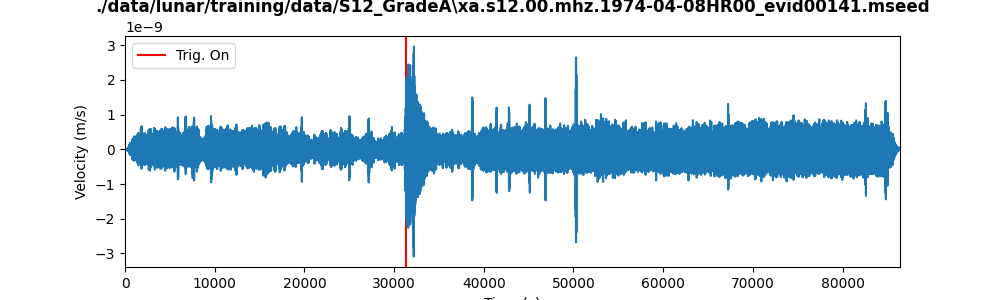 ./data/lunar/training/data/S12_GradeA\xa.s12.00.mhz.1974-04-08HR00_evid00141.mseed
1e−9
Trig. On
3
2
1
0
−1
−2
−3
Velocity (m/s)
0 10000 20000 30000 40000 50000 60000 70000 80000
Time (s)